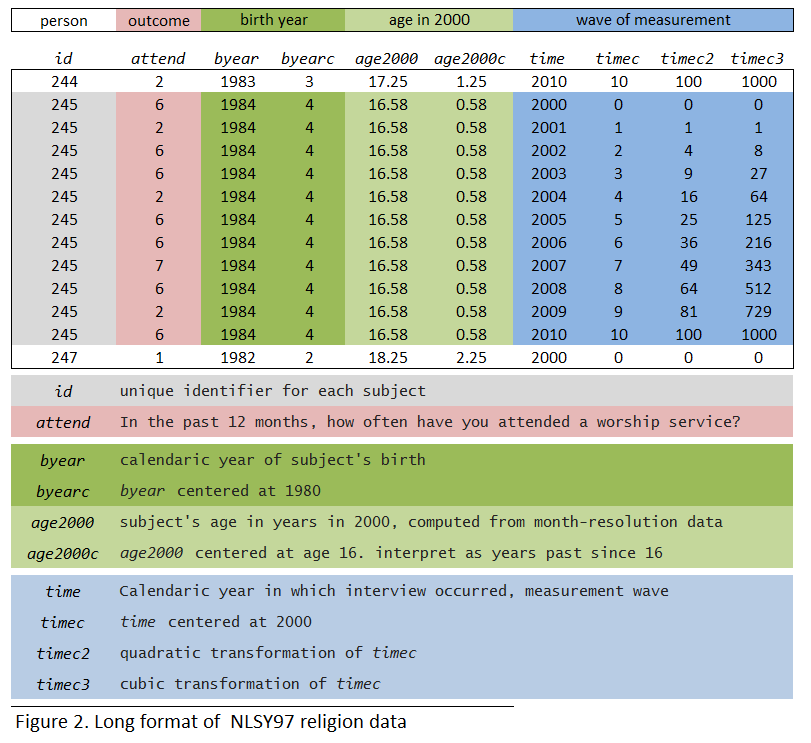 person outcome birth year age in 2000 wave of measurement
id attend byear byearc age2000 age2000c time timec timec2 timec3
244 2 1983 3 17.25 1.25 2010 10 100 1000
245 6 1984 4 16.58 0.58 2000 0 0 0
245 2 1984 4 16.58 0.58 2001 1 1 1
245 6 1984 4 16.58 0.58 2002 2 4 8
245 6 1984 4 16.58 0.58 2003 3 9 27
245 2 1984 4 16.58 0.58 2004 4 16 64
245 6 1984 4 16.58 0.58 2005 5 25 125
245 6 1984 4 16.58 0.58 2006 6 36 216
245 7 1984 4 16.58 0.58 2007 7 49 343
245 6 1984 4 16.58 0.58 2008 8 64 512
245 2 1984 4 16.58 0.58 2009 9 81 729
245 6 1984 4 16.58 0.58 2010 10 100 1000
247 1 1982 2 18.25 2.25 2000 0 0 0
id unique identifier for each subject
attend In the past 12 months, how often have you attended a worship service?
byear calendaric year of subject's birth
byearc byear centered at 1980
age2000 subject's age in years in 2000, computed from month-resolution data
age2000c age2000 centered at age 16. interpret as years past since 16
time Calendaric year in which interview occurred, measurement wave
timec time centered at 2000
timec2 quadratic transformation of timec
timec3 cubic transformation of timec
Figure 2. Long format of NLSY97 religion data